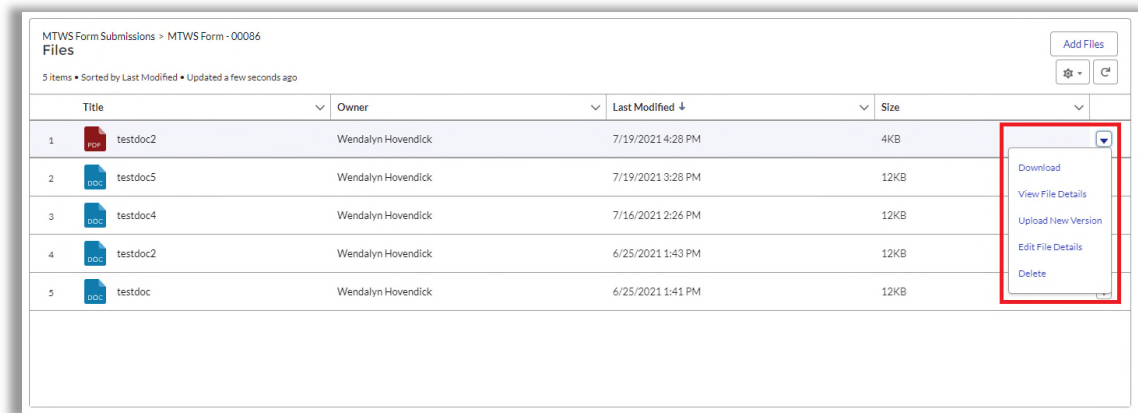 MTWS Form Submissions > MTWS Form - 00086
Files
Add Files
5 items • Sorted by Last Modified • Updated a few seconds ago
Title Owner Last Modified ↓ Size
1 PDF testdoc2 Wendalyn Hovendick 7/19/2021 4:28 PM 4KB
Download
2 DOC testdoc5 Wendalyn Hovendick 7/19/2021 3:28 PM 12KB
View File Details
3 DOC testdoc4 Wendalyn Hovendick 7/16/2021 2:26 PM 12KB
Upload New Version
4 DOC testdoc2 Wendalyn Hovendick 6/25/2021 1:43 PM 12KB
Edit File Details
Delete
5 DOC testdoc Wendalyn Hovendick 6/25/2021 1:41 PM 12KB